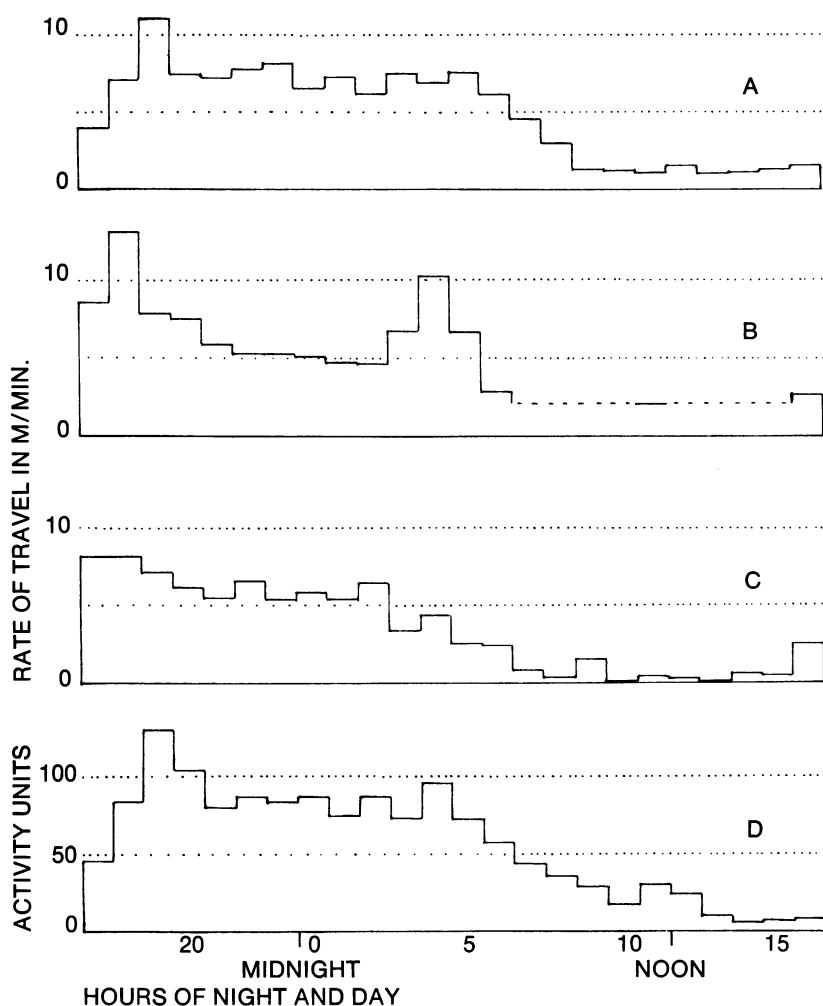 10
A
0
10
B
0
RATE OF TRAVEL IN M/MIN.
10
C
0
ACTIVITY UNITS
100
50
D
0
20 0 5 10 15
MIDNIGHT NOON
HOURS OF NIGHT AND DAY